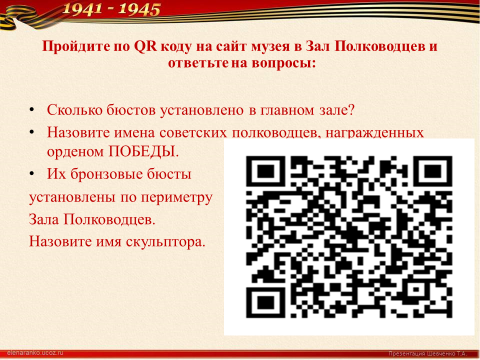 1941 - 1945
Пройдите по QR коду на сайт музея в Зал Полководцев и
ответьте на вопросы:
• Сколько бюстов установлено в главном зале?
• Назовите имена советских полководцев, награжденных
орденом ПОБЕДЫ.
• Их бронзовые бюсты
установлены по периметру
Зала Полководцев.
Назовите имя скульптора.
elenaranko.ucoz.ru
Презентация Шевченко Т.А.